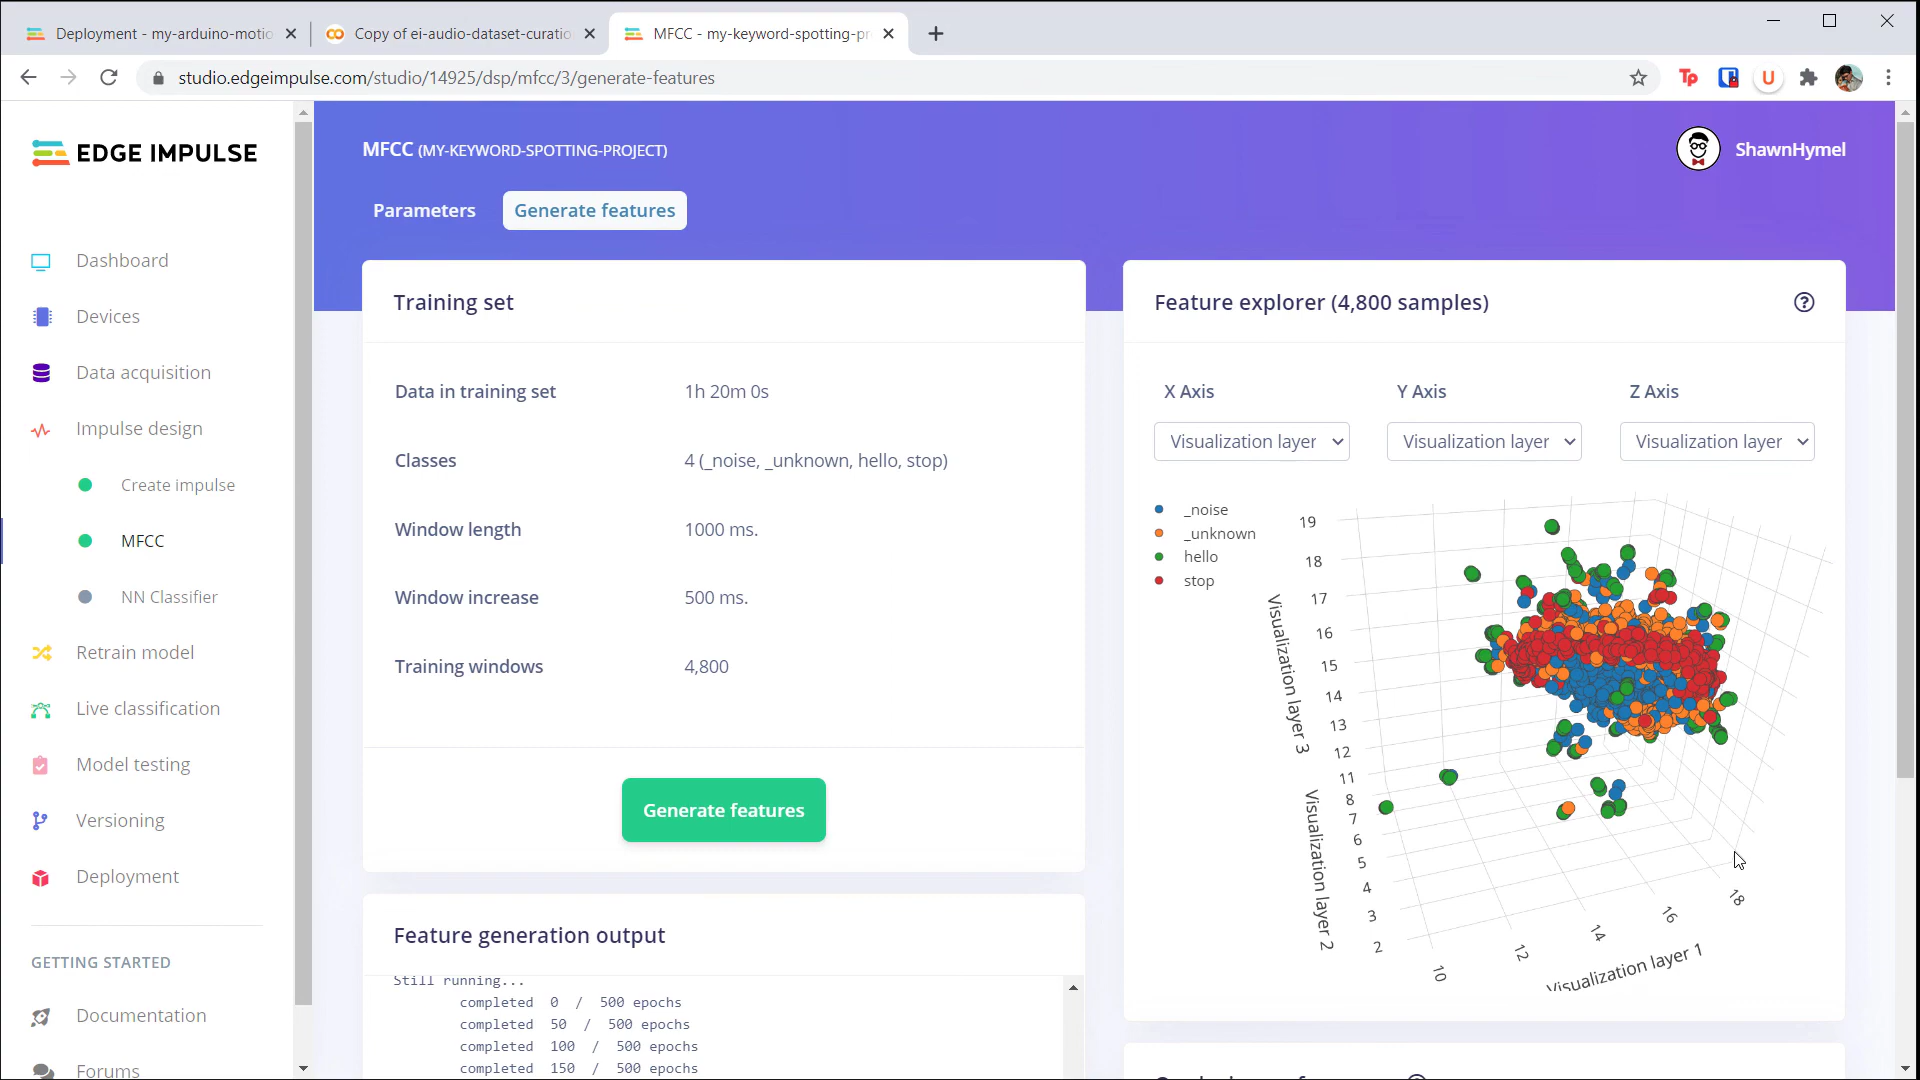 Deployment - my-arduino-motio
Copy of ei-audio-dataset-curatio
MFCC - my-keyword-spotting-pr
studio.edgeimpulse.com/studio/14925/dsp/mfcc/3/generate-features
Tp
U
EDGE IMPULSE
MFCC (MY-KEYWORD-SPOTTING-PROJECT)
ShawnHymel
Parameters
Generate features
Dashboard
Devices
Data acquisition
Impulse design
Create impulse
MFCC
NN Classifier
Retrain model
Live classification
Model testing
Versioning
Deployment
GETTING STARTED
Documentation
Forums
Training set
Data in training set
1h 20m 0s
Classes
4 (_noise, _unknown, hello, stop)
Window length
1000 ms.
Window increase
500 ms.
Training windows
4,800
Generate features
Feature generation output
Still running...
completed 0 / 500 epochs
completed 50 / 500 epochs
completed 100 / 500 epochs
completed 150 / 500 epochs
Feature explorer (4,800 samples)
?
X Axis
Y Axis
Z Axis
Visualization layer
Visualization layer
Visualization layer
_noise
_unknown
hello
stop
19
18
17
16
15
14
13
12
11
8
7
6
5
4
3
2
Visualization layer 3
Visualization layer 2
10
12
14
16
18
Visualization layer 1